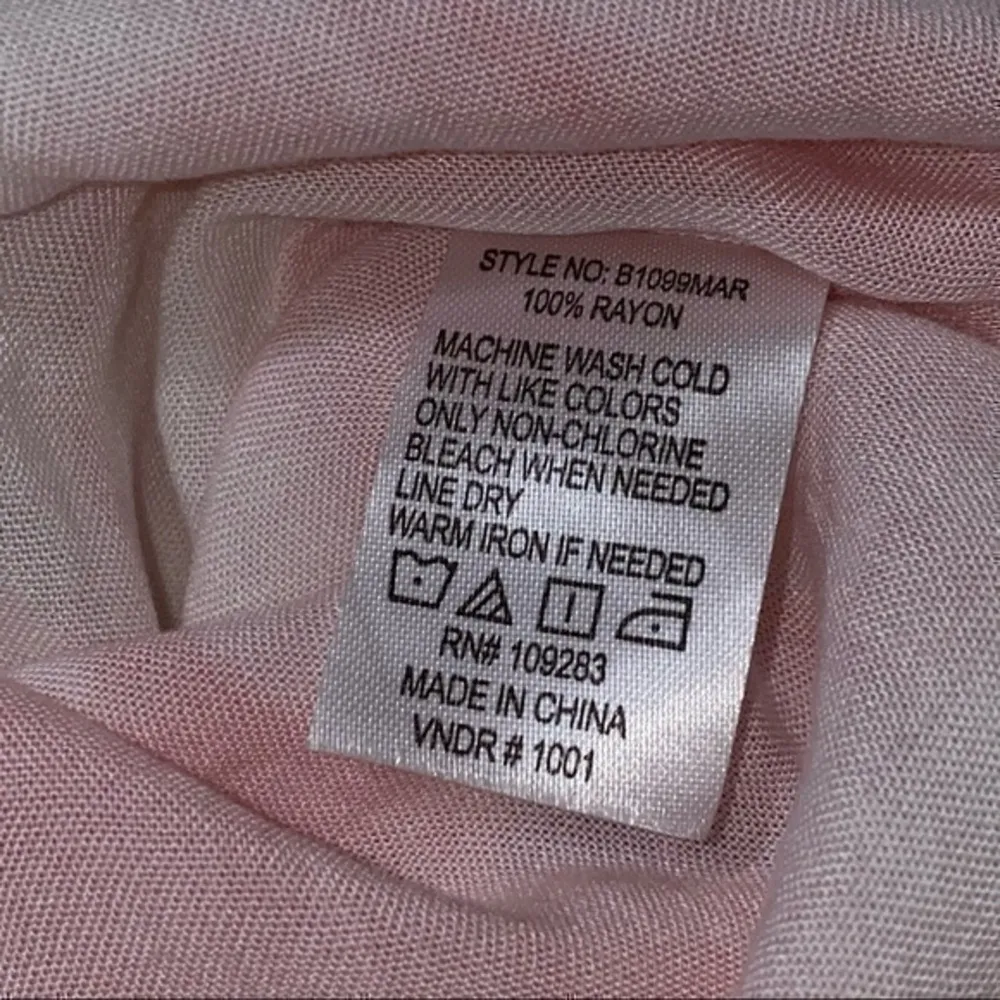 STYLE NO: B1099MAR
100% RAYON
MACHINE WASH COLD
WITH LIKE COLORS
ONLY NON-CHLORINE
BLEACH WHEN NEEDED
LINE DRY
WARM IRON IF NEEDED
RN# 109283
MADE IN CHINA
VNDR # 1001